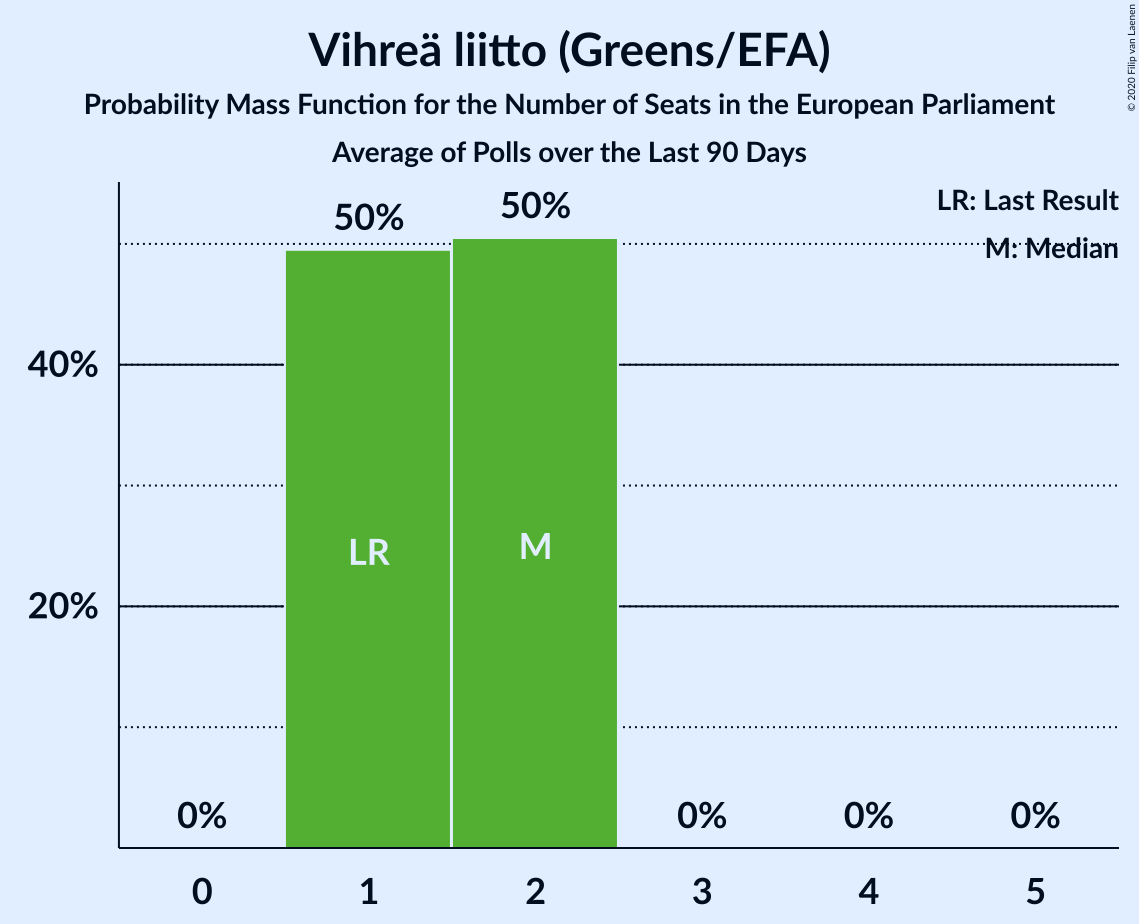 Vihreä liitto (Greens/EFA)
Probability Mass Function for the Number of Seats in the European Parliament
Average of Polls over the Last 90 Days
© 2020 Filip van Laenen
LR: Last Result
M: Median
50%
50%
40%
20%
LR
M
0%
0%
0%
0%
0
1
2
3
4
5